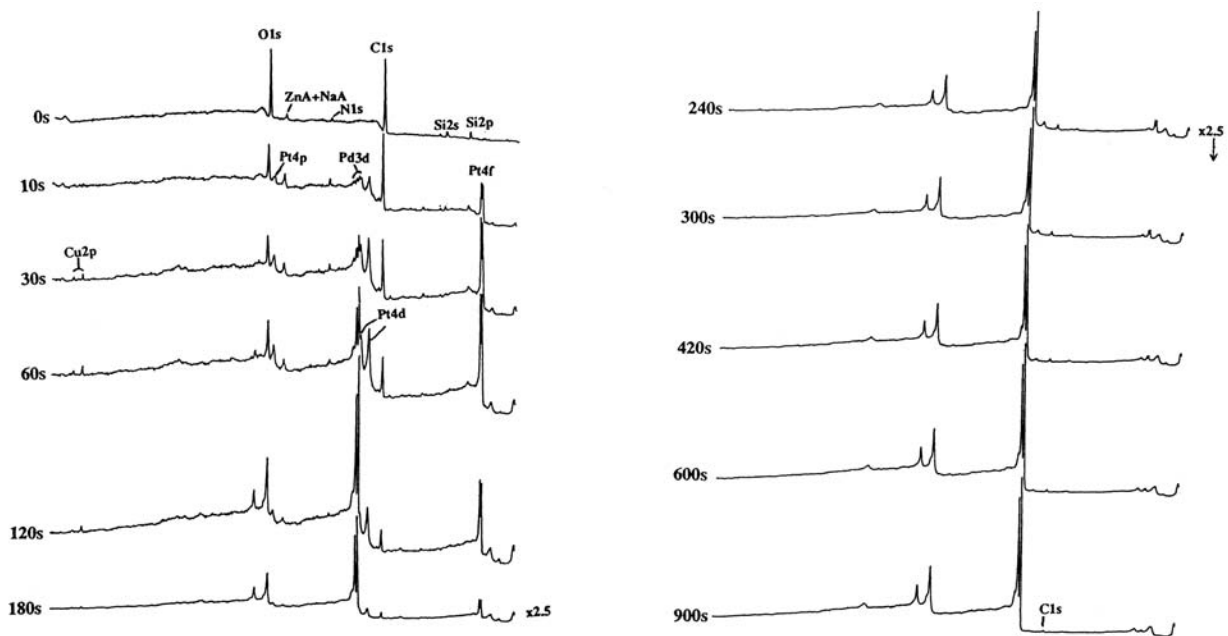 O1s
C1s
ZnA+NaA
N1s
Si2s
Si2p
0s
Pt4p
Pd3d
Pt4f
10s
Cu2p
30s
Pt4d
60s
120s
180s
x2.5
240s
x2.5
300s
420s
600s
900s
C1s